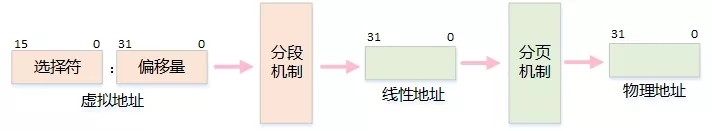 15 0 31 0
选择符 : 偏移量
虚拟地址
分段
机制
31 0
线性地址
分页
机制
31 0
物理地址